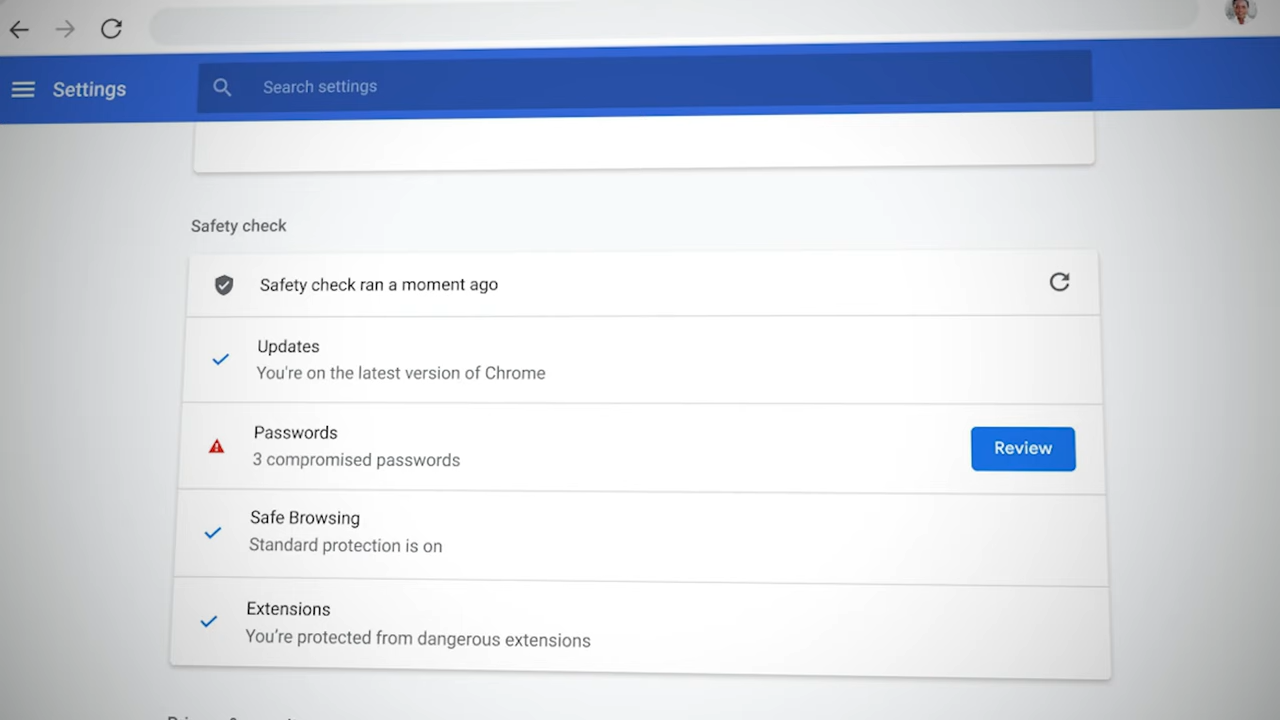 Settings
Search settings
Safety check
Safety check ran a moment ago
Updates
You're on the latest version of Chrome
Passwords
3 compromised passwords
Review
Safe Browsing
Standard protection is on
Extensions
You're protected from dangerous extensions